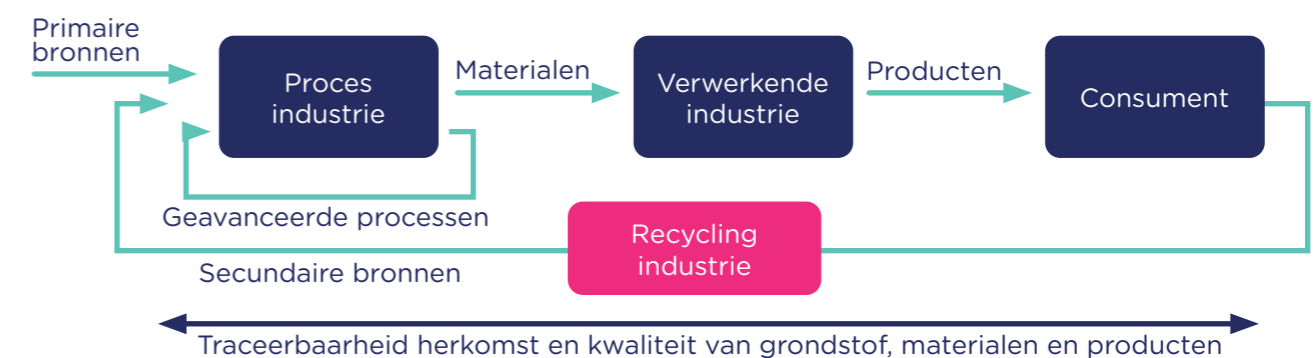 Primaire
bronnen
Proces
industrie
Materialen
Verwerkende
industrie
Producten
Consument
Geavanceerde processen
Recycling
industrie
Secundaire bronnen
Traceerbaarheid herkomst en kwaliteit van grondstof, materialen en producten